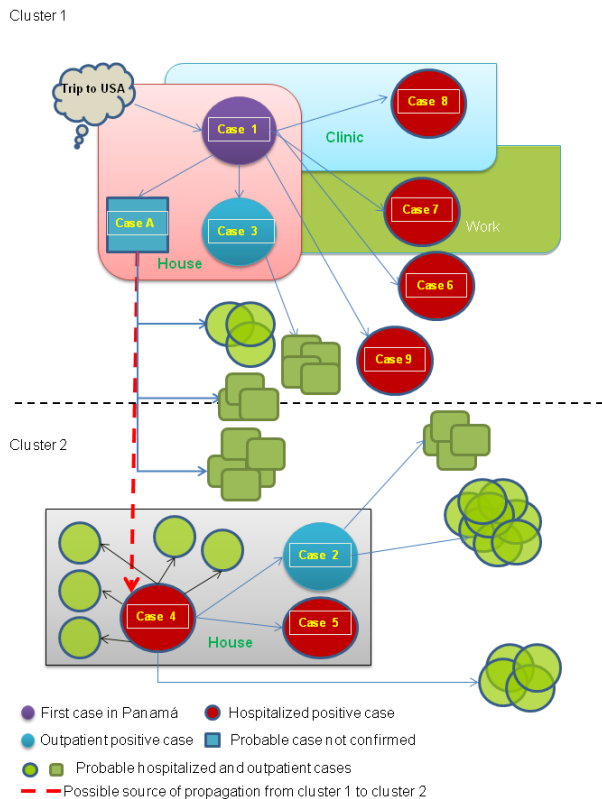 Cluster 1
Trip to USA
Case 1
Case 8
Clinic
Case A
Case 3
Case 7
Work
House
Case 6
Case 9
Cluster 2
Case 2
Case 4
Case 5
House
First case in Panamá
Hospitalized positive case
Outpatient positive case
Probable case not confirmed
Probable hospitalized and outpatient cases
Possible source of propagation from cluster 1 to cluster 2